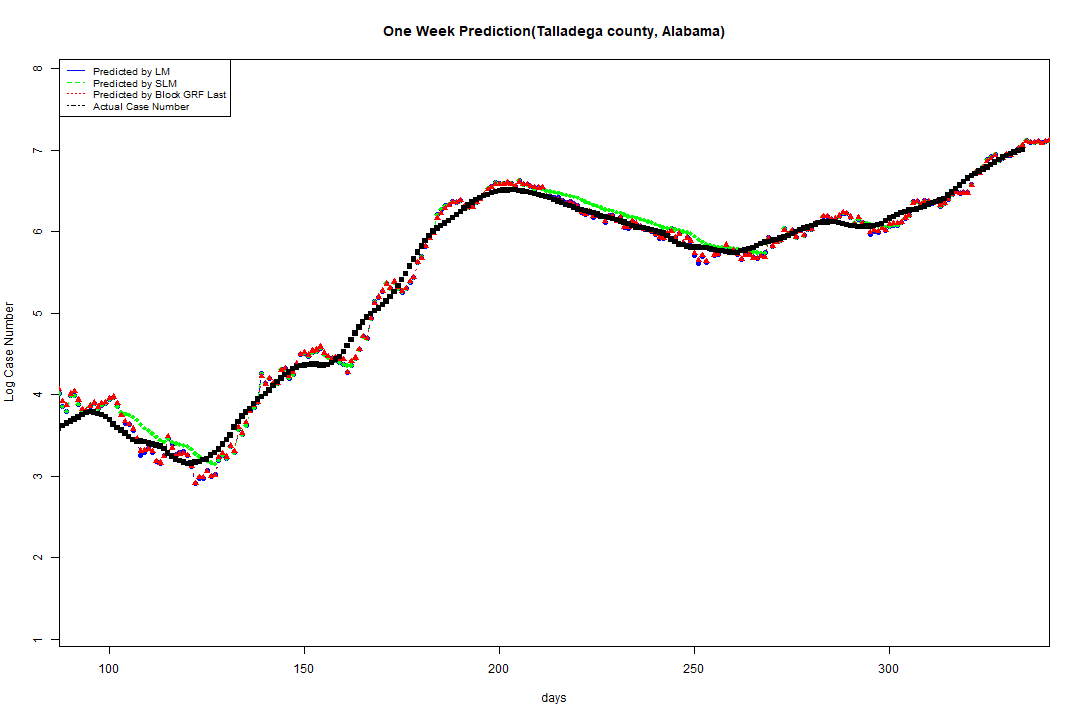 One Week Prediction(Talladega county, Alabama)
Predicted by LM
Predicted by SLM
Predicted by Block GRF Last
Actual Case Number
8
7
6
5
4
3
2
1
Log Case Number
100 150 200 250 300
days